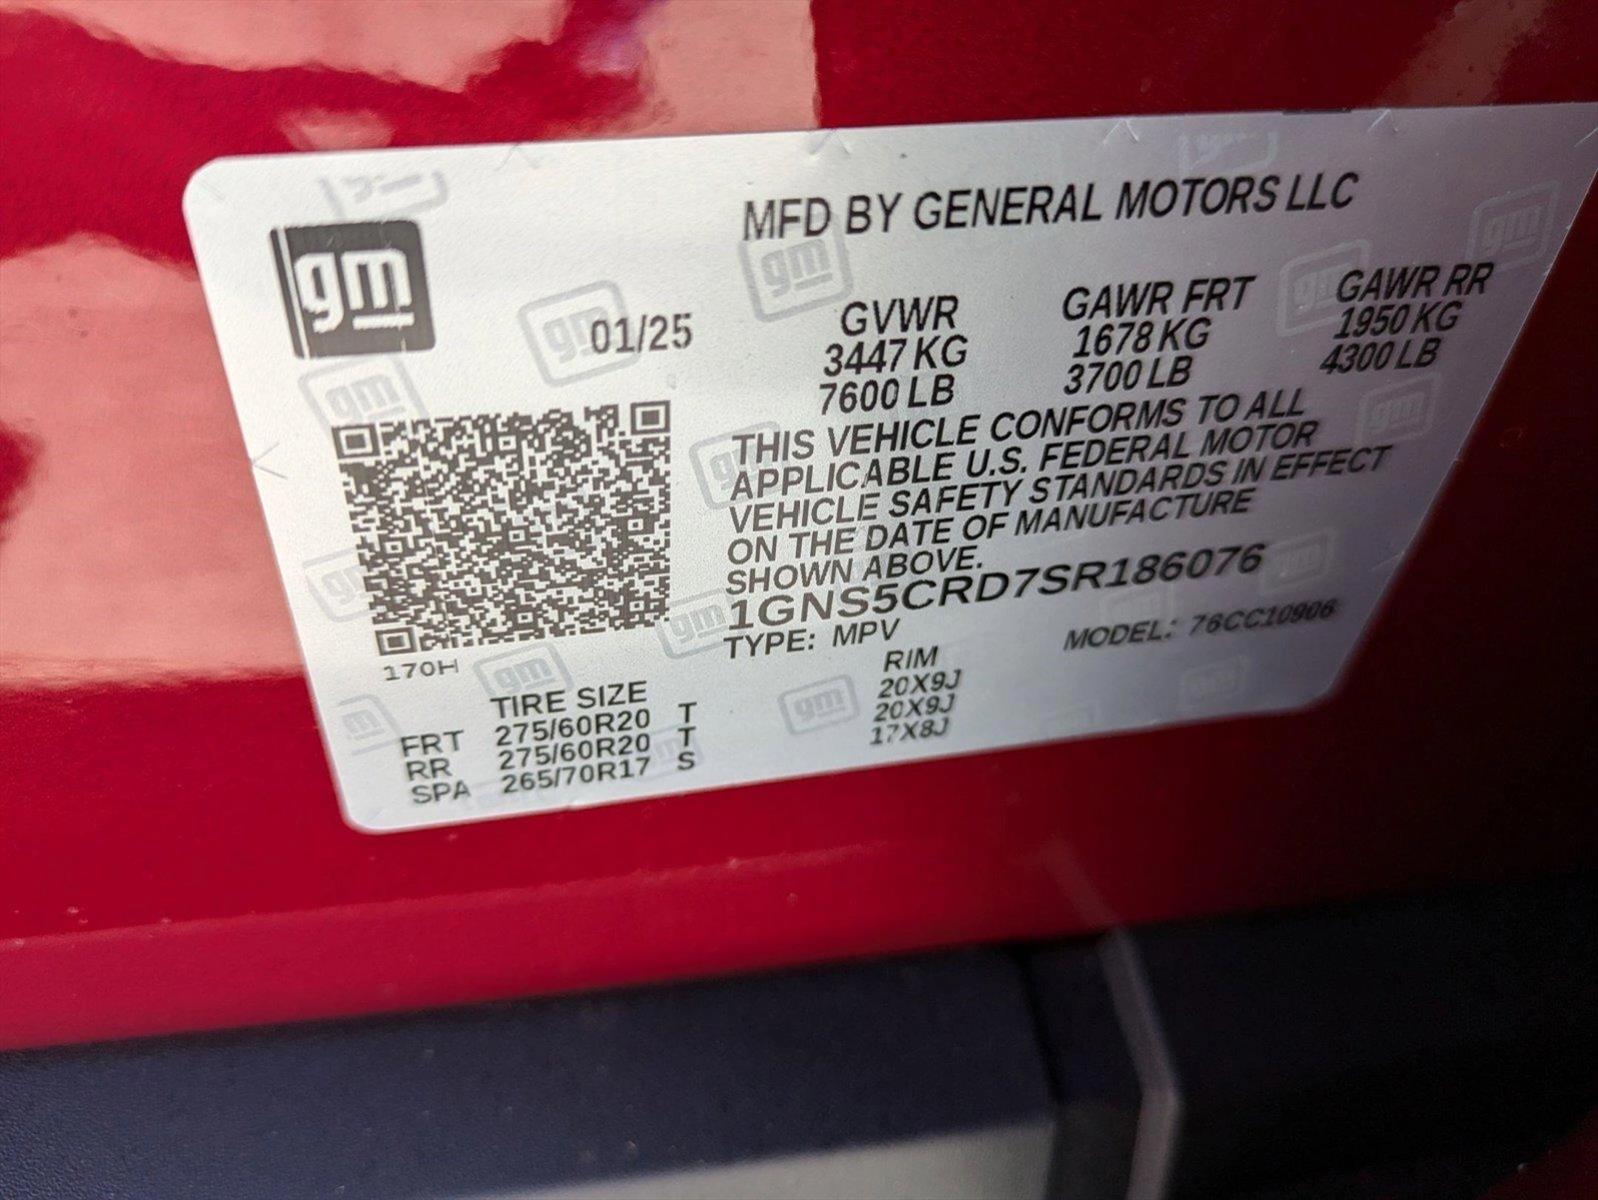 MFD BY GENERAL MOTORS LLC
gm
01/25
GVWR GAWR FRT GAWR RR
3447 KG 1678 KG 1950 KG
7600 LB 3700 LB 4300 LB
THIS VEHICLE CONFORMS TO ALL
APPLICABLE U.S. FEDERAL MOTOR
VEHICLE SAFETY STANDARDS IN EFFECT
ON THE DATE OF MANUFACTURE
SHOWN ABOVE.
1GNS5CRD7SR186076
TYPE: MPV MODEL: 76CC10906
170H
TIRE SIZE RIM
FRT 275/60R20 T 20X9J
RR 275/60R20 T 20X9J
SPA 265/70R17 S 17X8J